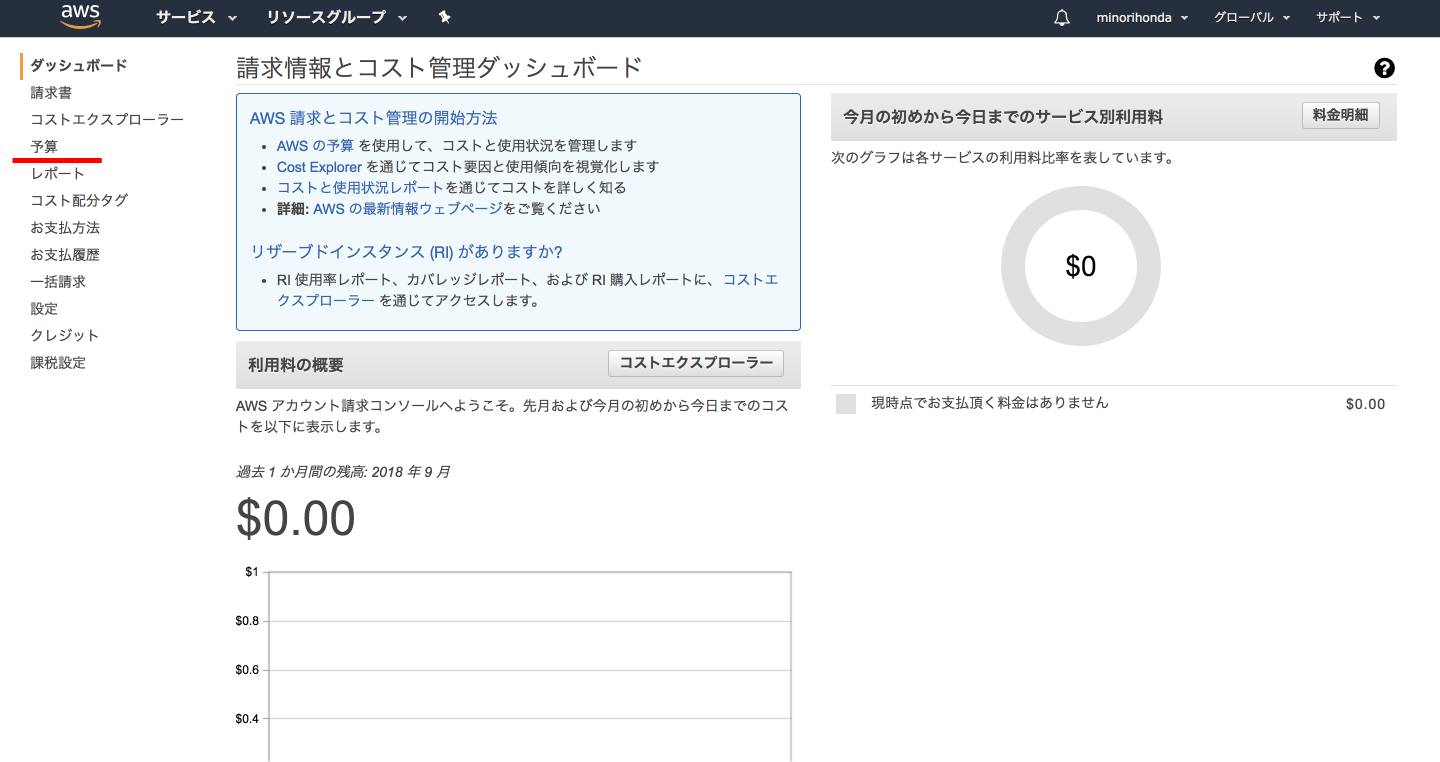 aws
サービス
リソースグループ
minorihonda
グローバル
サポート
ダッシュボード
請求書
コストエクスプローラー
予算
レポート
コスト配分タグ
お支払方法
お支払履歴
一括請求
設定
クレジット
課税設定
請求情報とコスト管理ダッシュボード
?
AWS 請求とコスト管理の開始方法
AWS の予算 を使用して、コストと使用状況を管理します
Cost Explorer を通じてコスト要因と使用傾向を視覚化します
コストと使用状況レポートを通じてコストを詳しく知る
詳細: AWS の最新情報ウェブページをご覧ください
リザーブドインスタンス (RI) がありますか?
RI 使用率レポート、カバレッジレポート、および RI 購入レポートに、コストエ
クスプローラー を通じてアクセスします。
利用料の概要
コストエクスプローラー
AWS アカウント請求コンソールへようこそ。先月および今月の初めから今日までのコス
トを以下に表示します。
過去 1 か月間の残高: 2018 年 9 月
$0.00
$1
$0.8
$0.6
$0.4
今月の初めから今日までのサービス別利用料
料金明細
次のグラフは各サービスの利用料比率を表しています。
$0
現時点でお支払頂く料金はありません
$0.00